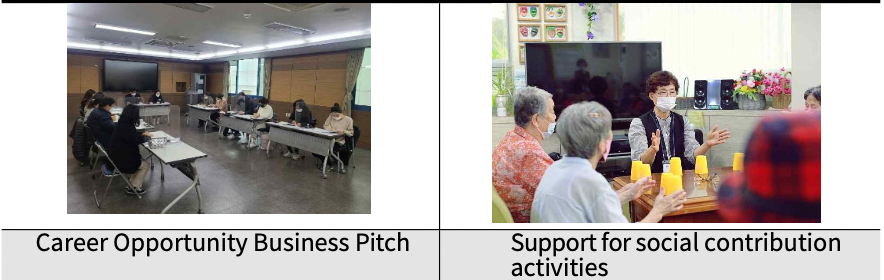 Career Opportunity Business Pitch
Support for social contribution
activities